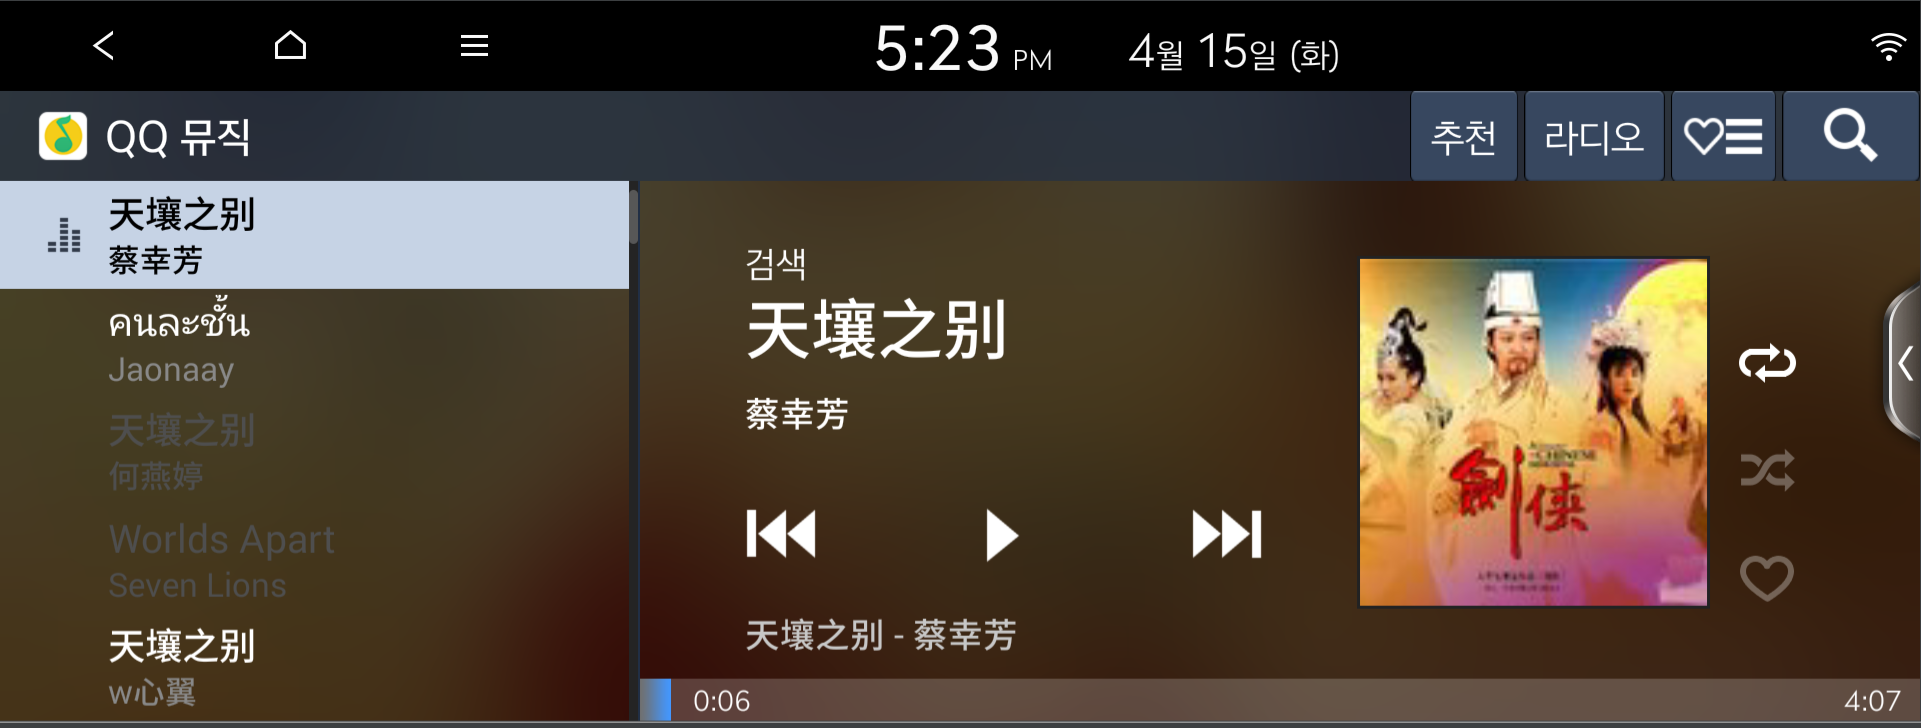 5:23 PM 4월 15일 (화)
QQ 뮤직
추천
라디오
天壤之别
蔡幸芳
คนละชั้น
Jaonaay
天壤之别
何燕婷
Worlds Apart
Seven Lions
天壤之别
w心翼
검색
天壤之别
蔡幸芳
劍侠
天壤之别 - 蔡幸芳
0:06
4:07